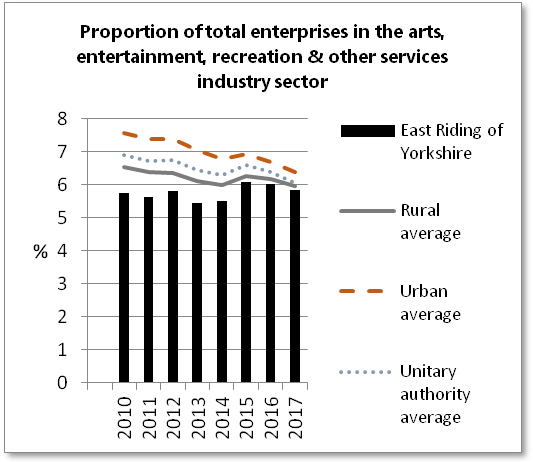 Proportion of total enterprises in the arts,
entertainment, recreation & other services
industry sector
8
7
6
5
% 4
3
2
1
0
2010
2011
2012
2013
2014
2015
2016
2017
East Riding of
Yorkshire
Rural
average
Urban
average
Unitary
authority
average